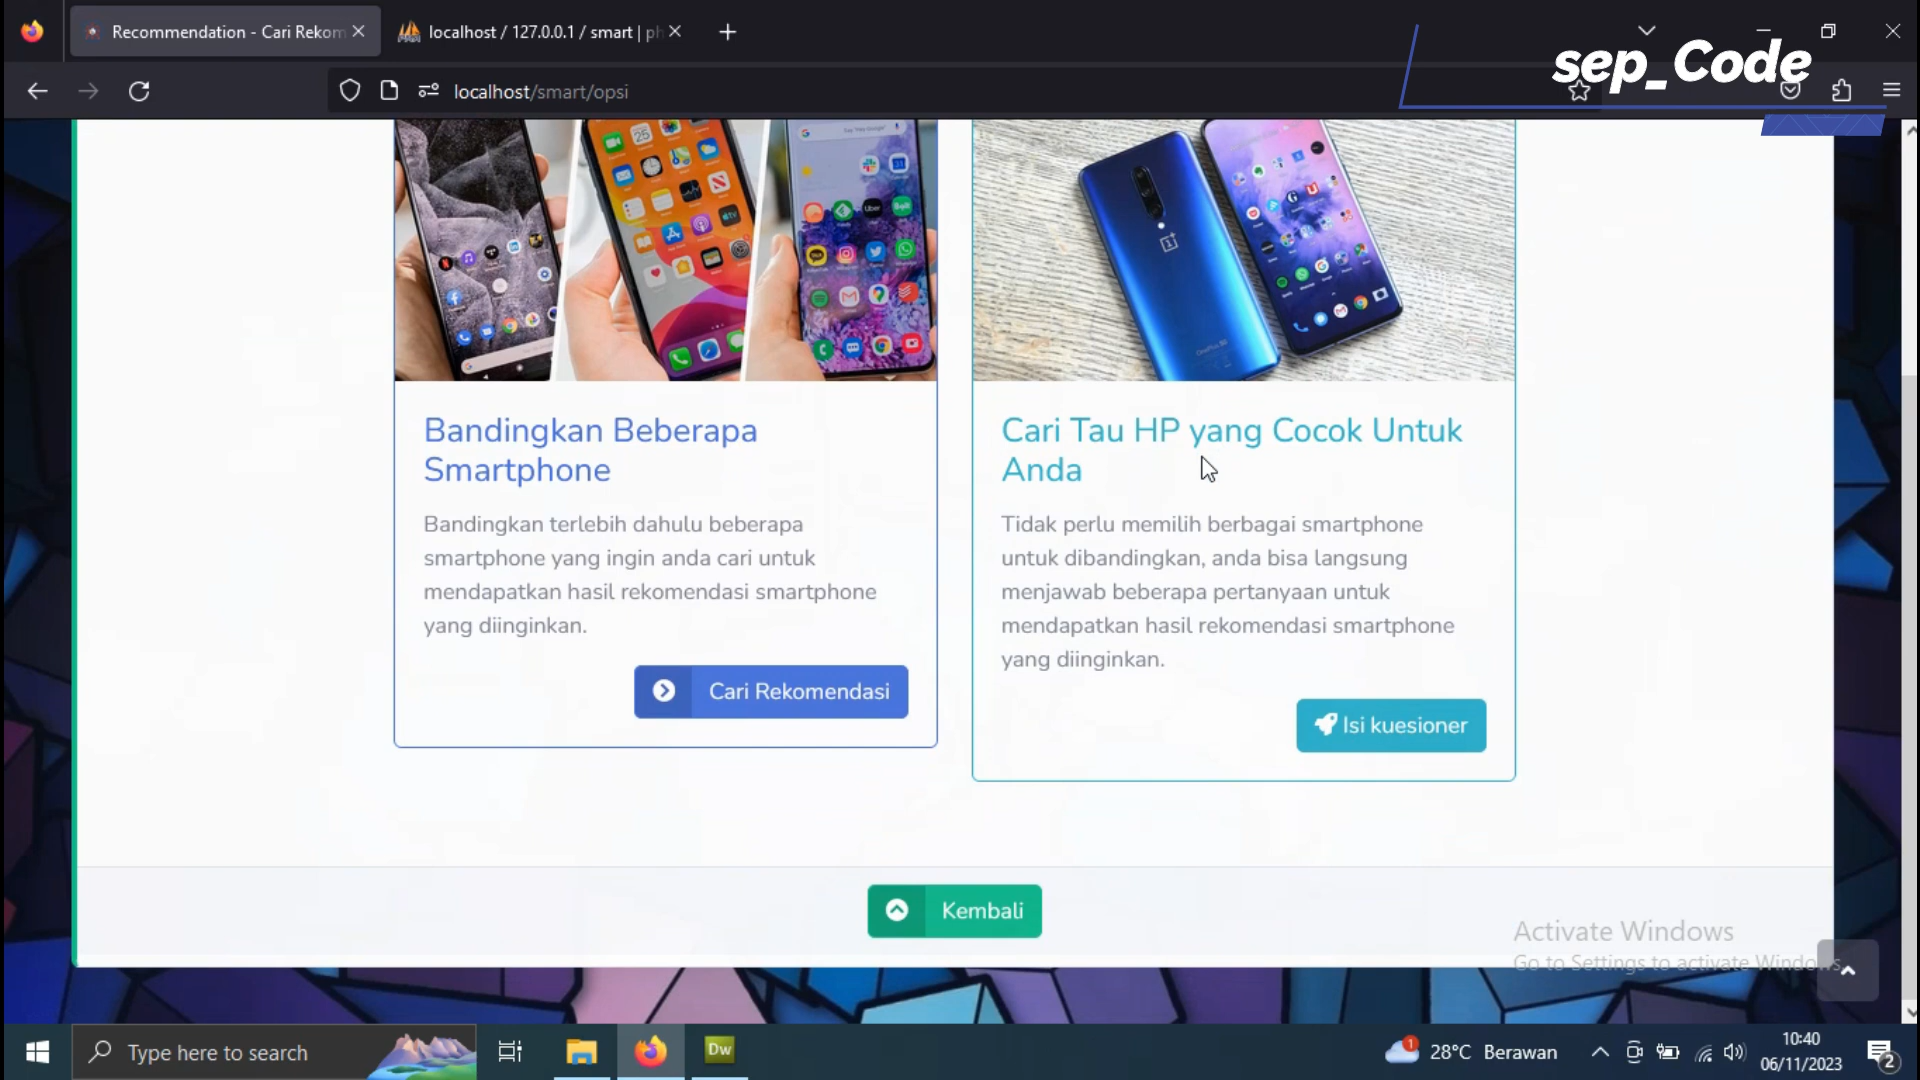 Recommendation - Cari Rekom
localhost / 127.0.0.1 / smart | ph
sep_Code
localhost/smart/opsi
Bandingkan Beberapa
Smartphone
Bandingkan terlebih dahulu beberapa
smartphone yang ingin anda cari untuk
mendapatkan hasil rekomendasi smartphone
yang diinginkan.
Cari Rekomendasi
Cari Tau HP yang Cocok Untuk
Anda
Tidak perlu memilih berbagai smartphone
untuk dibandingkan, anda bisa langsung
menjawab beberapa pertanyaan untuk
mendapatkan hasil rekomendasi smartphone
yang diinginkan.
Isi kuesioner
Kembali
Activate Windows
Go to Settings to activate Windows.
Type here to search
Dw
1
28°C Berawan
10:40
06/11/2023
2